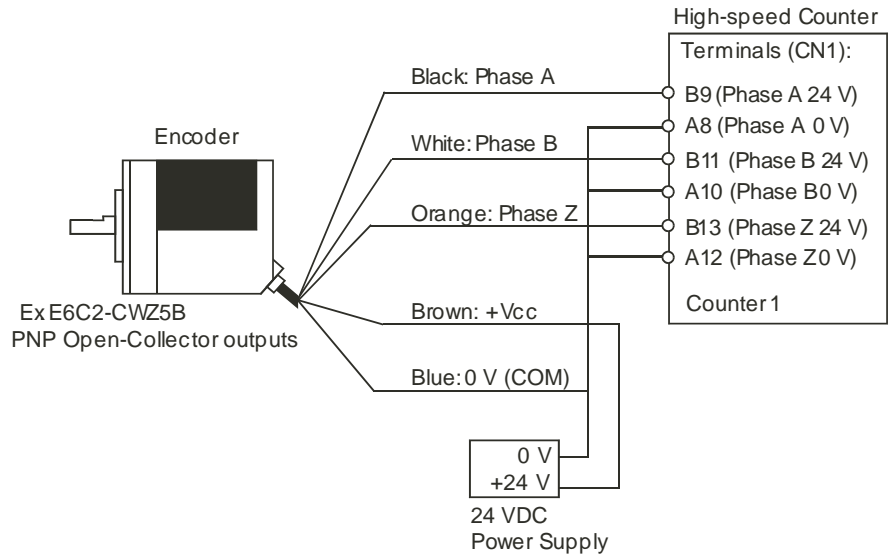 High-speed Counter
Terminals (CN1):
Black: Phase A
B9 (Phase A 24 V)
A8 (Phase A 0 V)
Encoder
White: Phase B
B11 (Phase B 24 V)
A10 (Phase B 0 V)
Orange: Phase Z
B13 (Phase Z 24 V)
A12 (Phase Z 0 V)
Ex E6C2-CWZ5B
PNP Open-Collector outputs
Brown: +Vcc
Counter 1
Blue: 0 V (COM)
0 V
+24 V
24 VDC
Power Supply